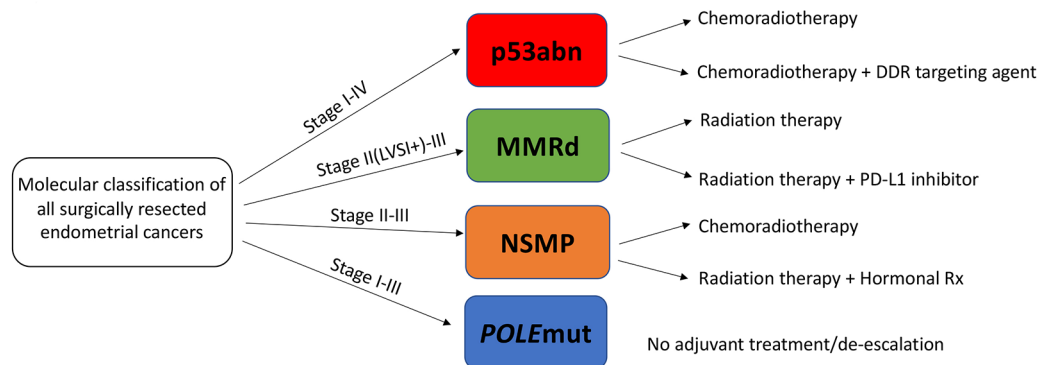 Molecular classification of
all surgically resected
endometrial cancers
Stage I-IV
p53abn
Chemoradiotherapy
Chemoradiotherapy + DDR targeting agent
Stage II(LVSI+)-III
MMRd
Radiation therapy
Radiation therapy + PD-L1 inhibitor
Stage II-III
NSMP
Chemoradiotherapy
Radiation therapy + Hormonal Rx
Stage I-III
POLEmut
No adjuvant treatment/de-escalation